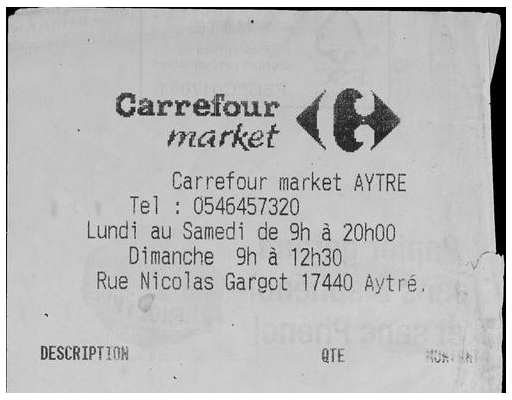 Carrefour
market
Carrefour market AYTRE
Tel : 0546457320
Lundi au Samedi de 9h à 20h00
Dimanche 9h à 12h30
Rue Nicolas Gargot 17440 Aytré.
DESCRIPTION QTE